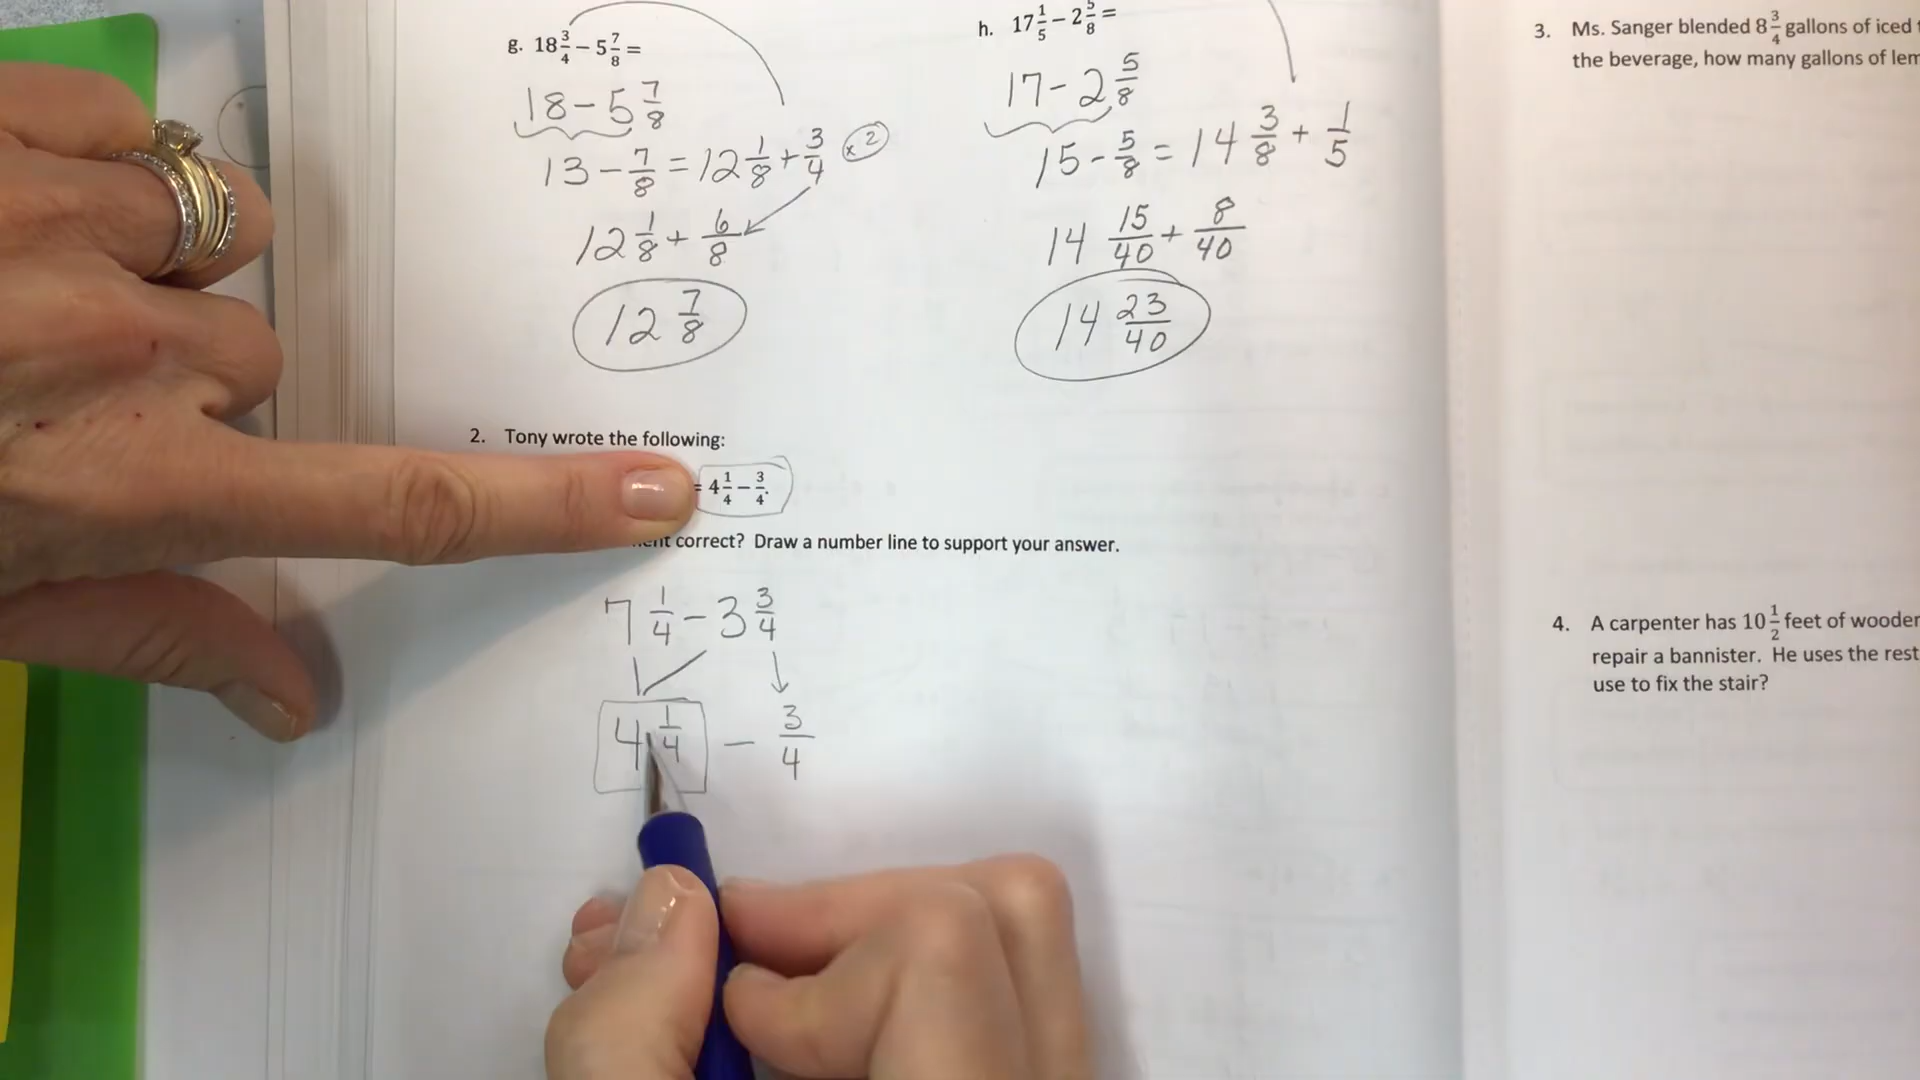 g. 18 3/4 − 5 7/8 =
18 − 5 7/8
13 − 7/8 = 12 1/8 + 3/4 x 2
12 1/8 + 6/8
12 7/8
h. 17 1/5 − 2 5/8 =
17 − 2 5/8
15 − 5/8 = 14 3/8 + 1/5
14 15/40 + 8/40
14 23/40
2. Tony wrote the following:
= 4 1/4 − 3/4.
correct? Draw a number line to support your answer.
7 1/4 − 3 3/4
4 1/4 − 3/4
3. Ms. Sanger blended 8 3/4 gallons of iced
the beverage, how many gallons of lem
4. A carpenter has 10 1/2 feet of wooden
repair a bannister. He uses the rest
use to fix the stair?